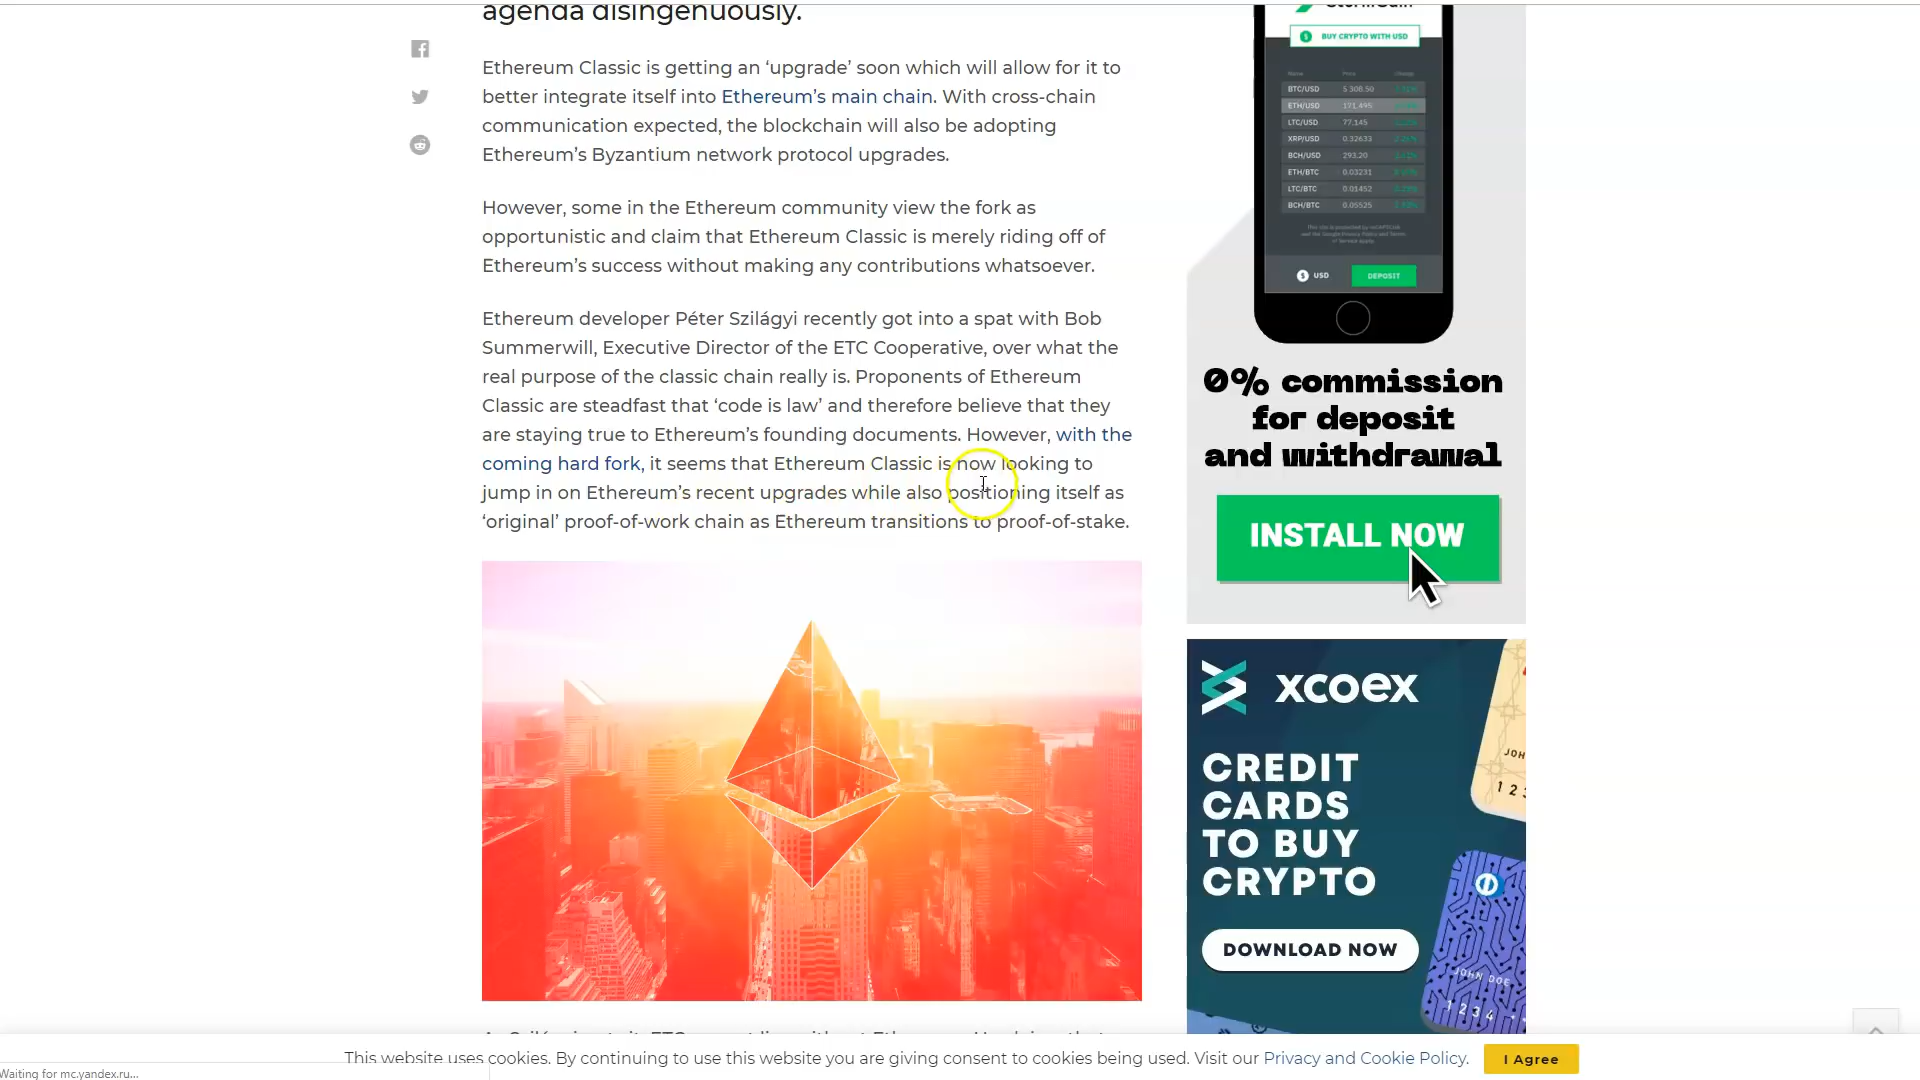 agenda disingenuously.
Ethereum Classic is getting an ‘upgrade’ soon which will allow for it to
better integrate itself into Ethereum’s main chain. With cross-chain
communication expected, the blockchain will also be adopting
Ethereum’s Byzantium network protocol upgrades.
However, some in the Ethereum community view the fork as
opportunistic and claim that Ethereum Classic is merely riding off of
Ethereum’s success without making any contributions whatsoever.
Ethereum developer Péter Szilágyi recently got into a spat with Bob
Summerwill, Executive Director of the ETC Cooperative, over what the
real purpose of the classic chain really is. Proponents of Ethereum
Classic are steadfast that ‘code is law’ and therefore believe that they
are staying true to Ethereum’s founding documents. However, with the
coming hard fork, it seems that Ethereum Classic is now looking to
jump in on Ethereum’s recent upgrades while also positioning itself as
‘original’ proof-of-work chain as Ethereum transitions to proof-of-stake.
BUY CRYPTO WITH USD
Name Price Change
BTC/USD 5 308.50
ETH/USD 171.495
LTC/USD 77.145
XRP/USD 0.32633
BCH/USD 293.20
ETH/BTC 0.03231
LTC/BTC 0.01452
BCH/BTC 0.05525
USD DEPOSIT
0% commission
for deposit
and withdrawal
INSTALL NOW
xcoex
CREDIT
CARDS
TO BUY
CRYPTO
DOWNLOAD NOW
JOH
1 2 3
JOHN DOE
1 2 3 4
This website uses cookies. By continuing to use this website you are giving consent to cookies being used. Visit our Privacy and Cookie Policy. I Agree
Waiting for mc.yandex.ru...